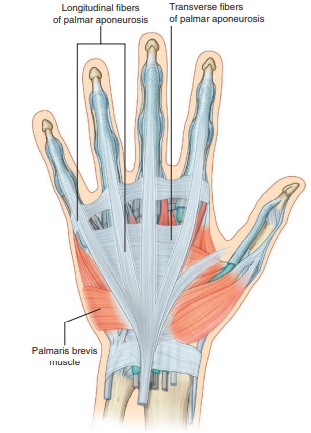 Longitudinal fibers
of palmar aponeurosis
Transverse fibers
of palmar aponeurosis
Palmaris brevis
muscle